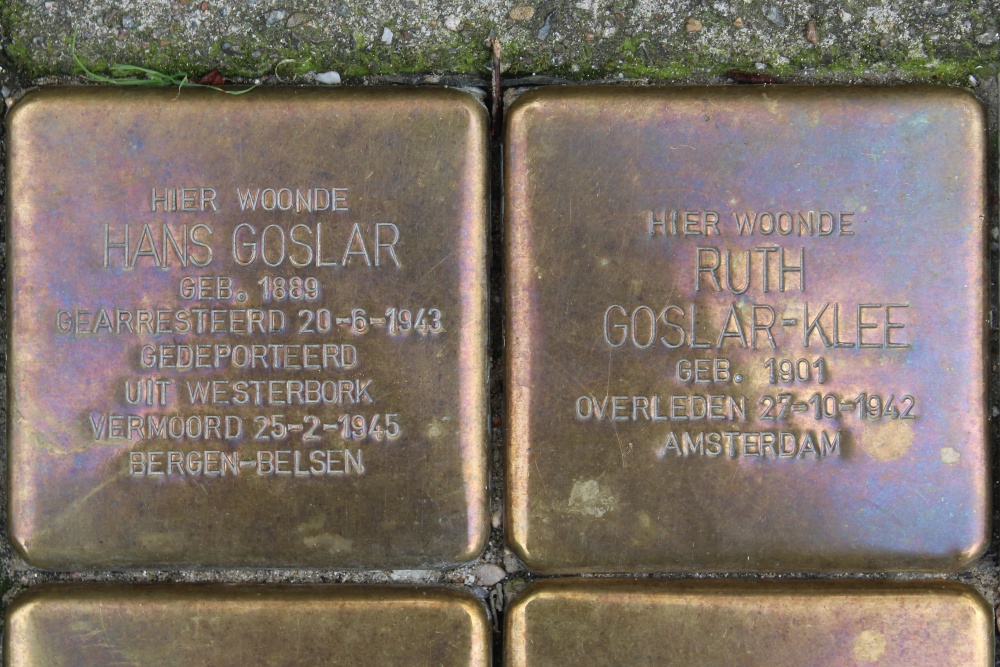 HIER WOONDE
HANS GOSLAR
GEB. 1889
GEARRESTEERD 20-6-1943
GEDEPORTEERD
UIT WESTERBORK
VERMOORD 25-2-1945
BERGEN-BELSEN
HIER WOONDE
RUTH
GOSLAR-KLEE
GEB. 1901
OVERLEDEN 27-10-1942
AMSTERDAM